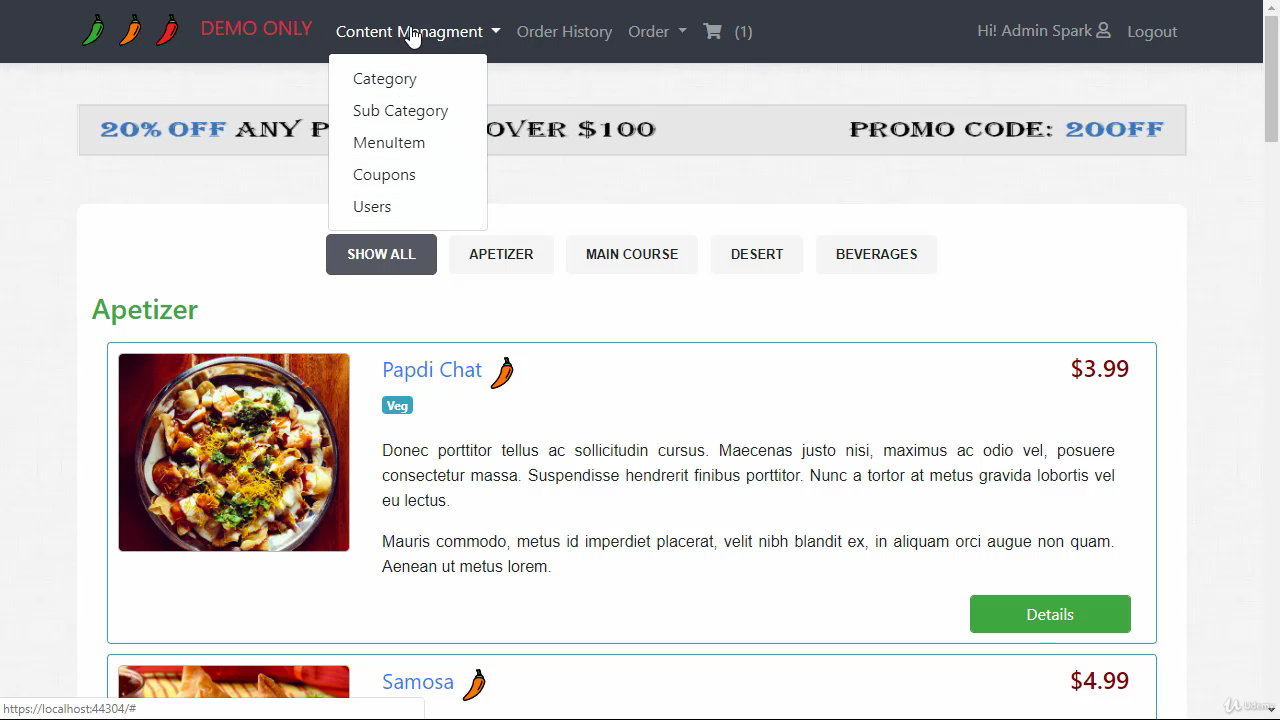 DEMO ONLY Content Managment Order History Order (1) Hi! Admin Spark Logout
Category
Sub Category
MenuItem
Coupons
Users
20% OFF ANY P OVER $100 PROMO CODE: 20OFF
SHOW ALL APETIZER MAIN COURSE DESERT BEVERAGES
Apetizer
Papdi Chat $3.99
Veg
Donec porttitor tellus ac sollicitudin cursus. Maecenas justo nisi, maximus ac odio vel, posuere
consectetur massa. Suspendisse hendrerit finibus porttitor. Nunc a tortor at metus gravida lobortis vel
eu lectus.
Mauris commodo, metus id imperdiet placerat, velit nibh blandit ex, in aliquam orci augue non quam.
Aenean ut metus lorem.
Details
Samosa $4.99
https://localhost:44304/#
Udemy